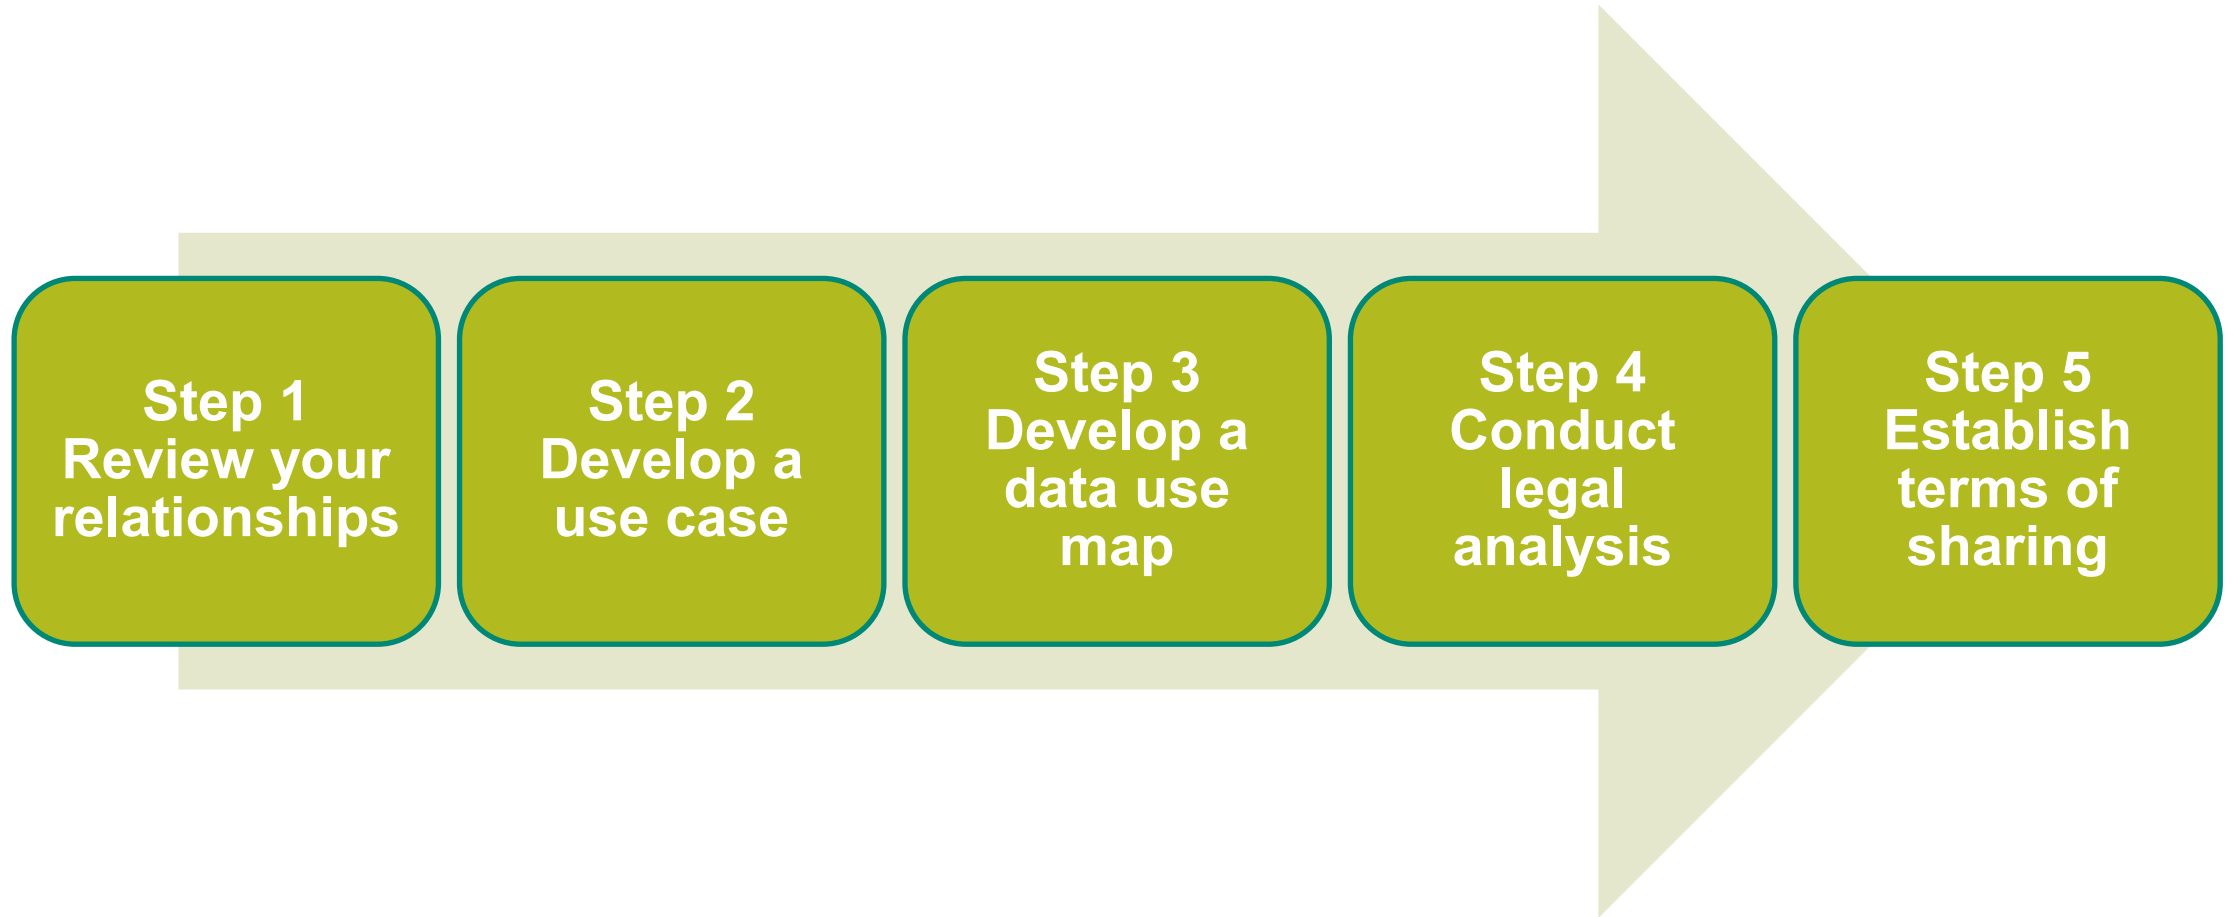 Step 1
Review your
relationships
Step 2
Develop a
use case
Step 3
Develop a
data use
map
Step 4
Conduct
legal
analysis
Step 5
Establish
terms of
sharing